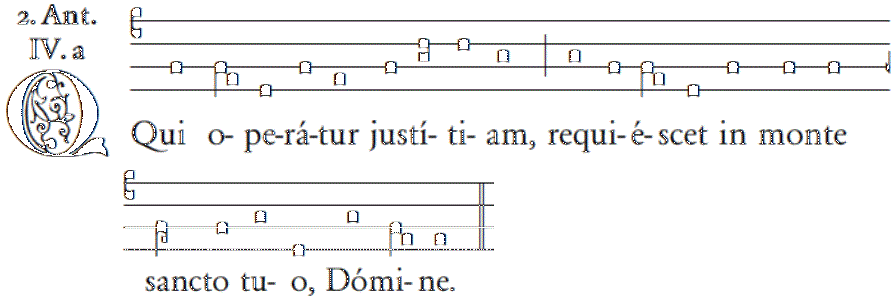 2. Ant.
IV. a
Qui o- pe-rá-tur justí- ti- am, requi-é-scet in monte
sancto tu- o, Dómi-ne.